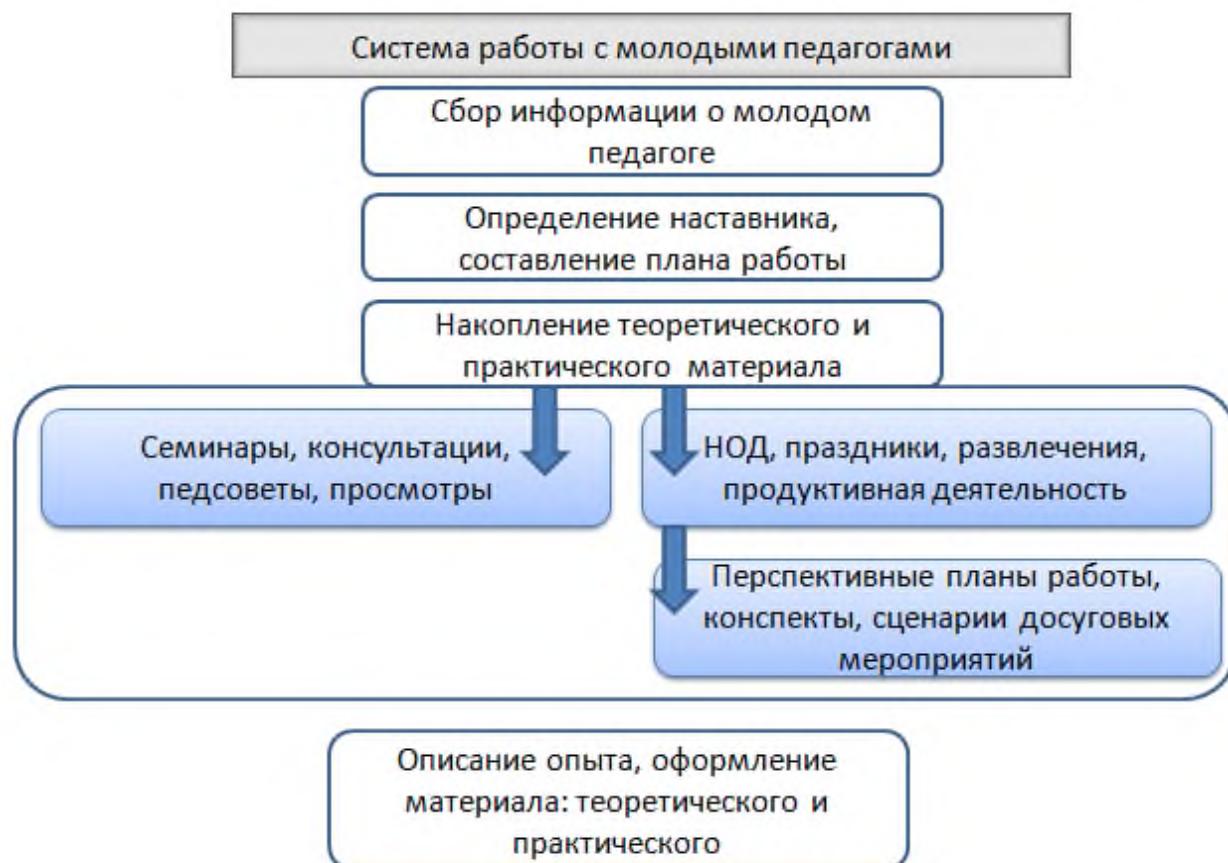 Система работы с молодыми педагогами
Сбор информации о молодом
педагоге
Определение наставника,
составление плана работы
Накопление теоретического и
практического материала
Семинары, консультации,
педсоветы, просмотры
НОД, праздники, развлечения,
продуктивная деятельность
Перспективные планы работы,
конспекты, сценарии досуговых
мероприятий
Описание опыта, оформление
материала: теоретического и
практического